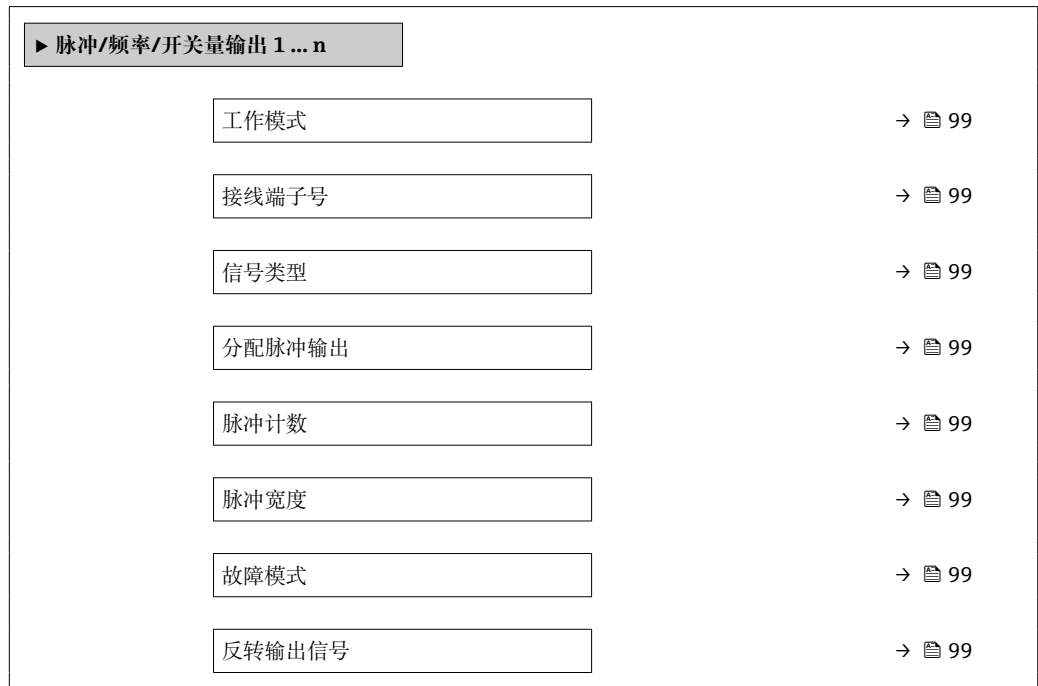 ▶ 脉冲/频率/开关量输出 1 ... n
工作模式 → 99
接线端子号 → 99
信号类型 → 99
分配脉冲输出 → 99
脉冲计数 → 99
脉冲宽度 → 99
故障模式 → 99
反转输出信号 → 99